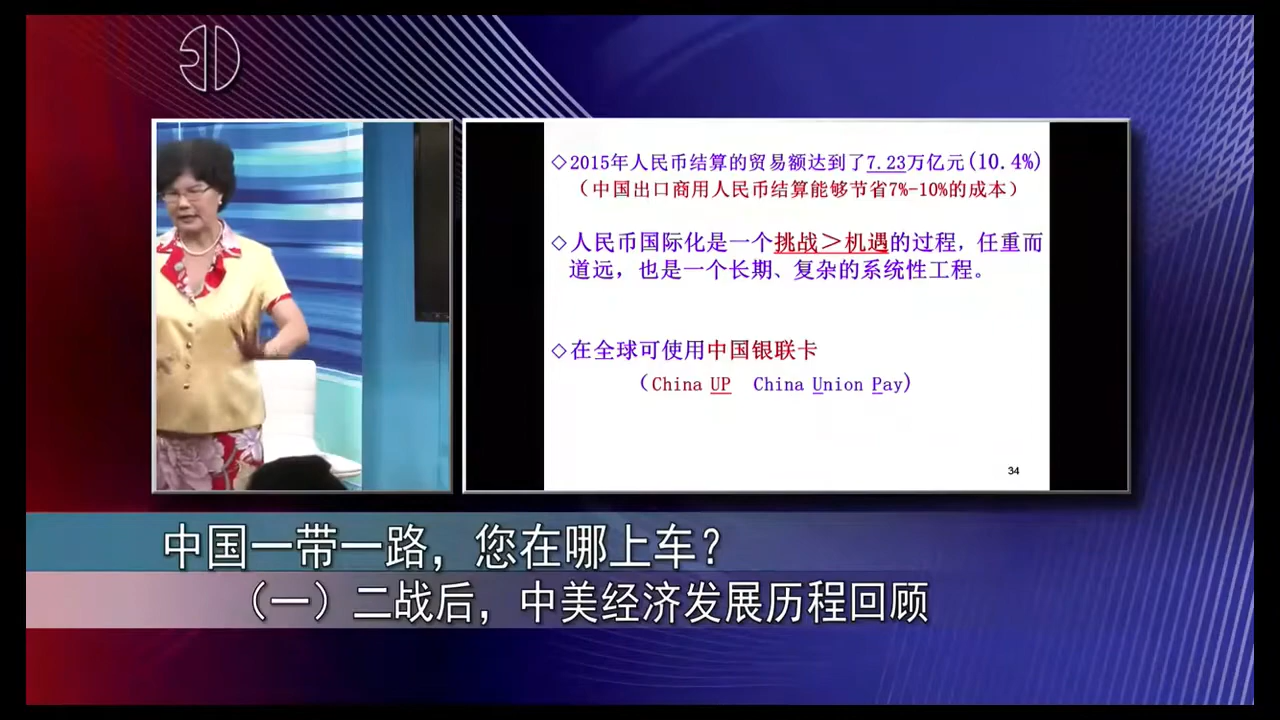 ◇2015年人民币结算的贸易额达到了7.23万亿元(10.4%)
（中国出口商用人民币结算能够节省7%-10%的成本）
◇人民币国际化是一个挑战＞机遇的过程，任重而
道远，也是一个长期、复杂的系统性工程。
◇在全球可使用中国银联卡
（China UP China Union Pay）
34
中国一带一路，您在哪上车？
（一）二战后，中美经济发展历程回顾